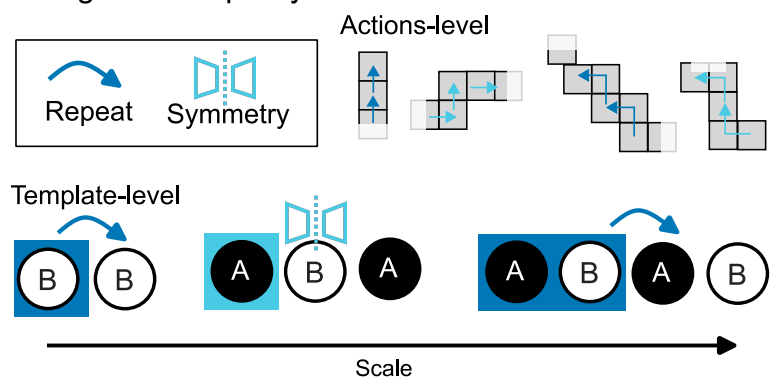 Actions-level
Repeat
Symmetry
Template-level
B B
A B A
A B A B
Scale